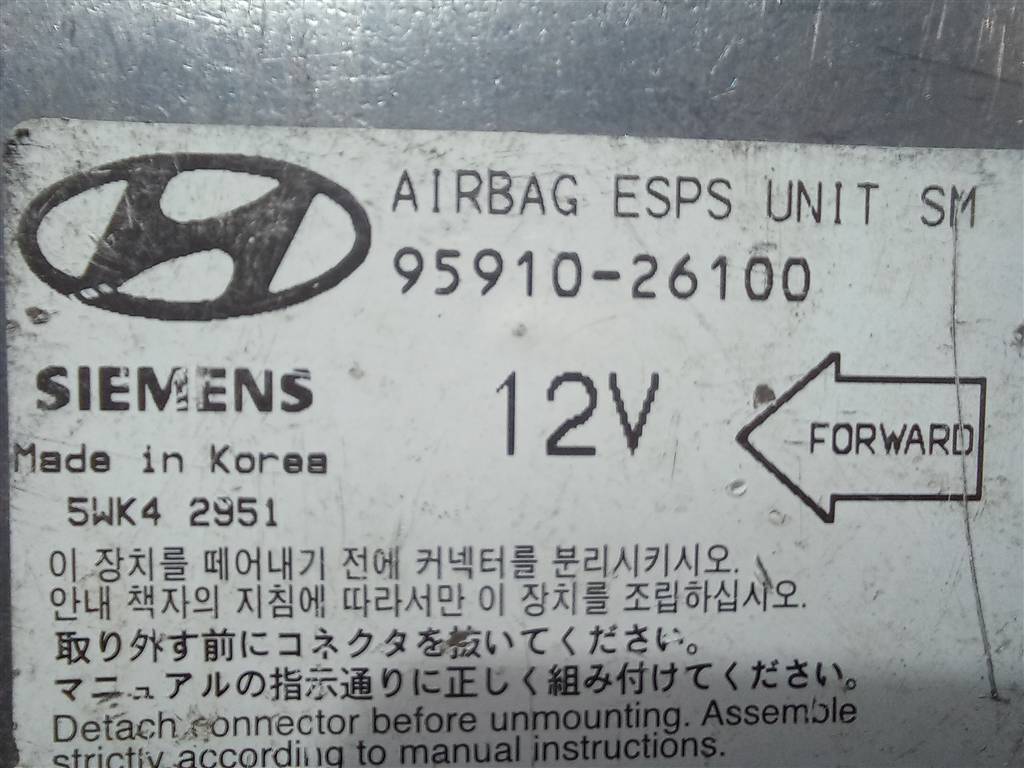 AIRBAG ESPS UNIT SM
95910-26100
SIEMENS
12V
FORWARD
Made in Korea
5WK4 2951
이 장치를 떼어내기 전에 커넥터를 분리시키시오.
안내 책자의 지침에 따라서만 이 장치를 조립하십시오.
取り外す前にコネクタを抜いてください。
マニュアルの指示通りに正しく組み付けてください。
Detach connector before unmounting. Assemble
strictly according to manual instructions.